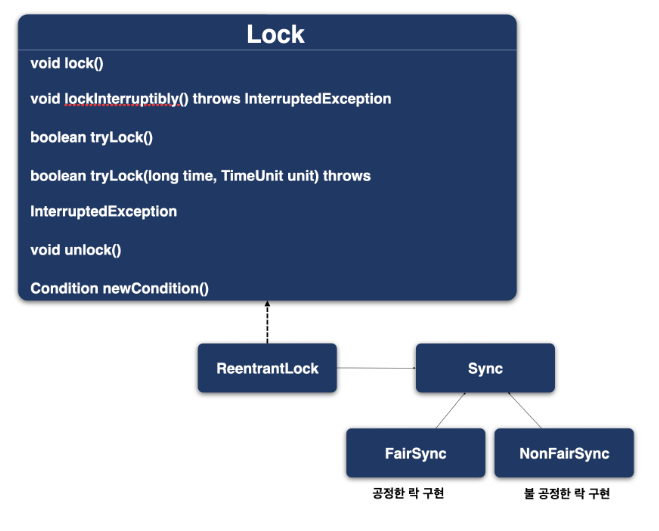 Lock
void lock()
void lockInterruptibly() throws InterruptedException
boolean tryLock()
boolean tryLock(long time, TimeUnit unit) throws
InterruptedException
void unlock()
Condition newCondition()
ReentrantLock
Sync
FairSync
NonFairSync
공정한 락 구현
불 공정한 락 구현